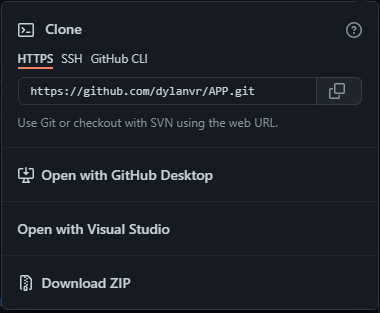 Clone
HTTPS SSH GitHub CLI
https://github.com/dylanvr/APP.git
Use Git or checkout with SVN using the web URL.
Open with GitHub Desktop
Open with Visual Studio
Download ZIP